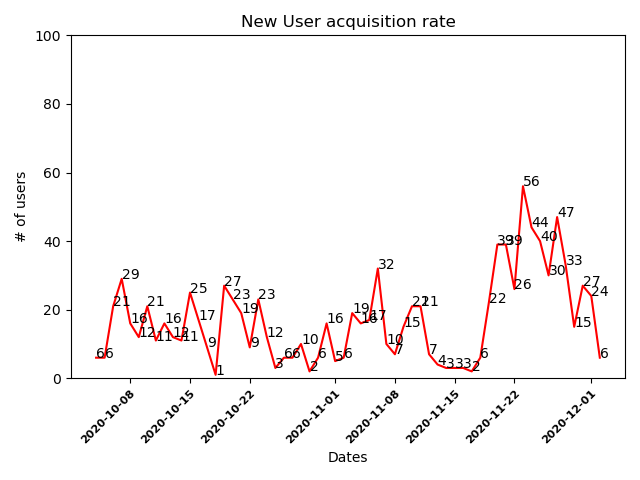 New User acquisition rate
100
80
60
40
20
0
# of users
6 6 21 29 16 12 21 11 16 12 11 25 17 9 1 27 23 19 9 23 12 3 6 6 10 2 6 16 5 6 19 16 17 32 10 7 15 21 21 7 4 3 3 3 2 6 22 39 39 26 56 44 40 30 47 33 15 27 24 6
2020-10-08 2020-10-15 2020-10-22 2020-11-01 2020-11-08 2020-11-15 2020-11-22 2020-12-01
Dates